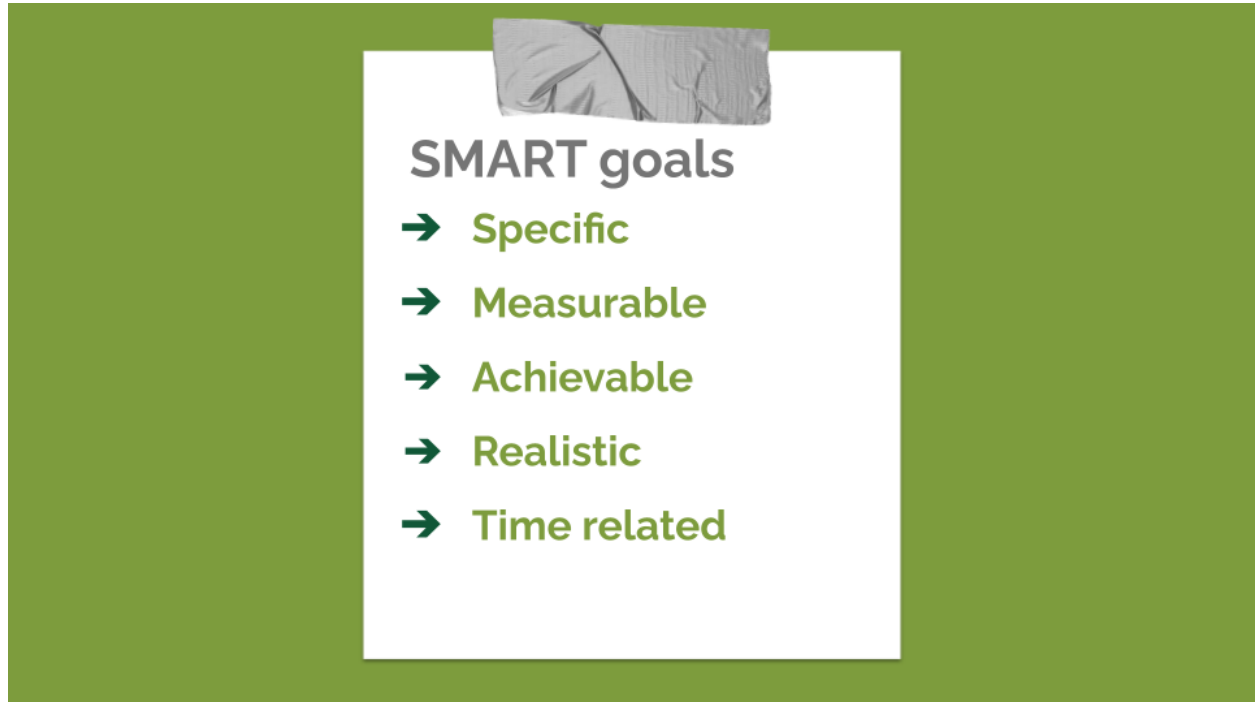 SMART goals
Specific
Measurable
Achievable
Realistic
Time related